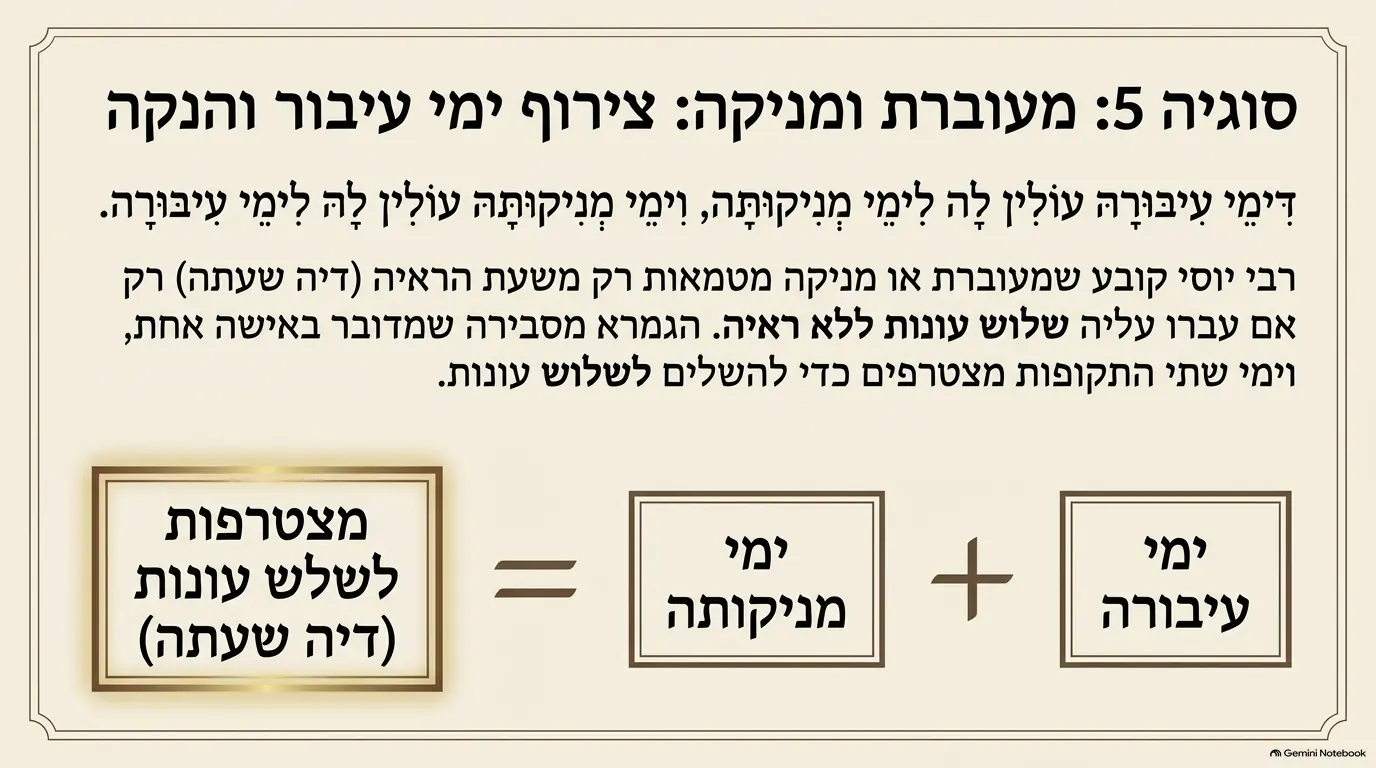 סוגיה 5: מעוברת ומניקה: צירוף ימי עיבור והנקה
דִּימֵי עִיבּוּרָהּ עוֹלִין לָהּ לִימֵי מְנִיקוּתָּה, וִימֵי מְנִיקוּתָּהּ עוֹלִין לָהּ לִימֵי עִיבּוּרָה.
רבי יוסי קובע שמעוברת או מניקה מטמאות רק משעת הראיה (דיה שעתה) רק
אם עברו עליה שלוש עונות ללא ראיה. הגמרא מסבירה שמדובר באישה אחת,
וימי שתי התקופות מצטרפים כדי להשלים לשלוש עונות.
ימי
עיבורה
+
ימי
מניקותה
=
מצטרפות
לשלש עונות
(דיה שעתה)
Gemini Notebook